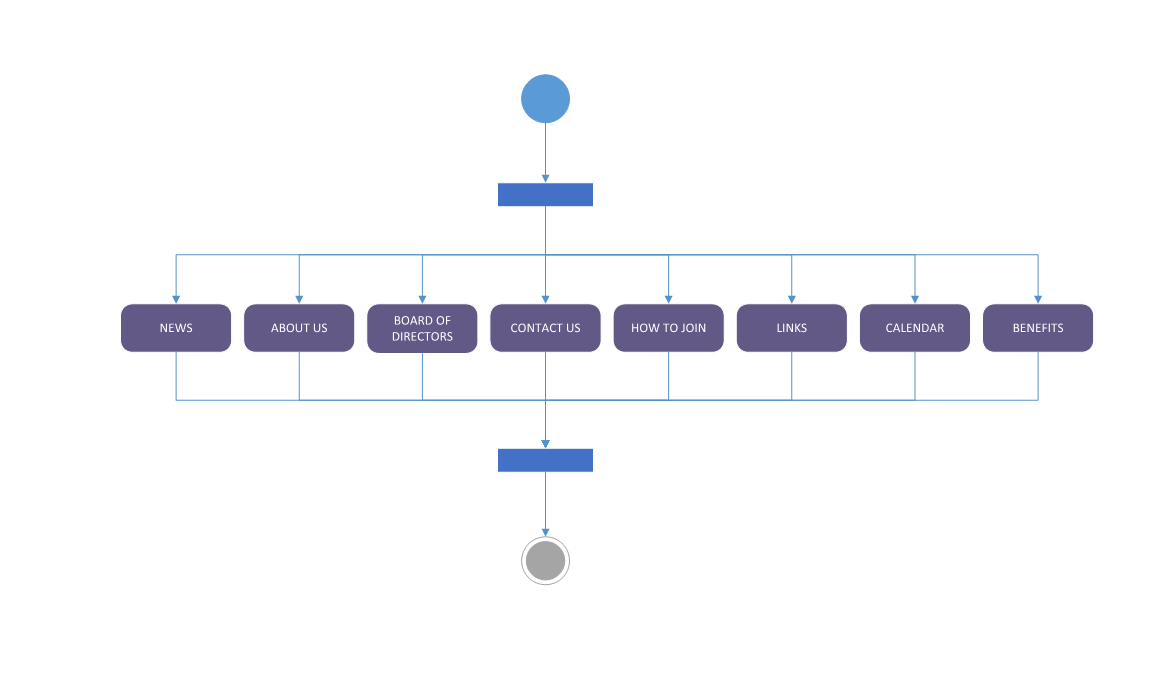 NEWS
ABOUT US
BOARD OF
DIRECTORS
CONTACT US
HOW TO JOIN
LINKS
CALENDAR
BENEFITS